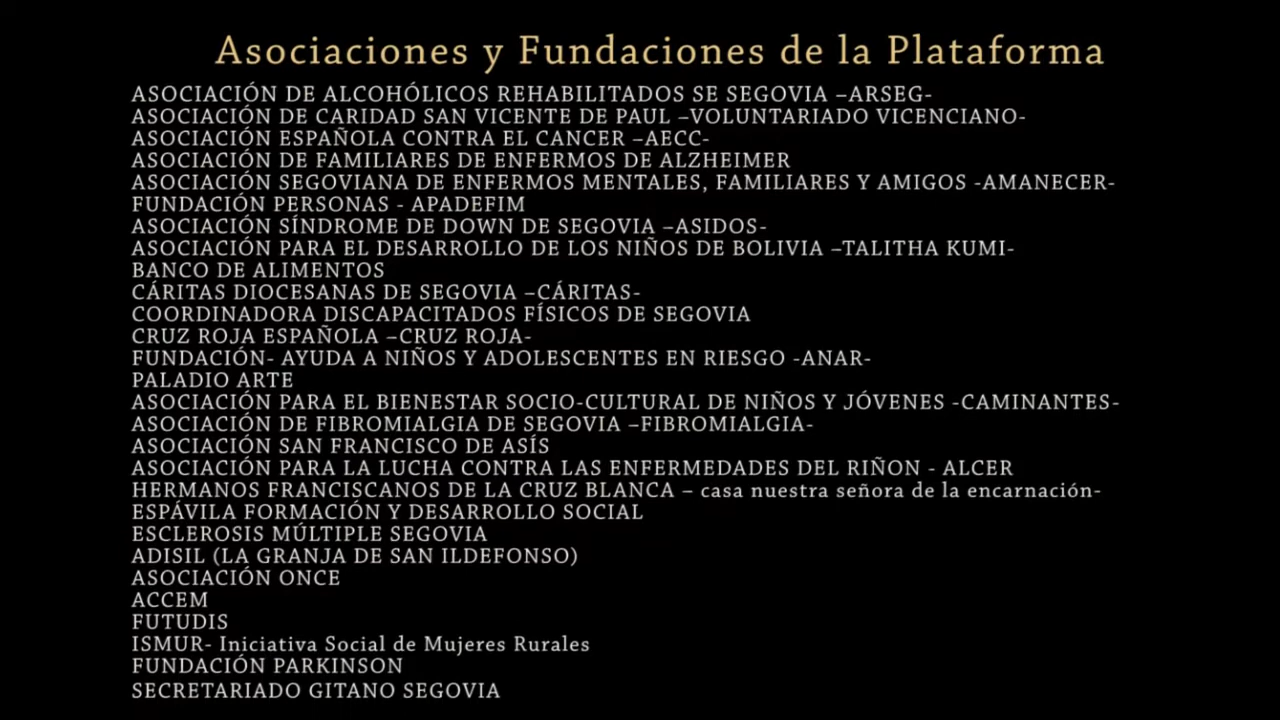 Asociaciones y Fundaciones de la Plataforma
ASOCIACIÓN DE ALCOHÓLICOS REHABILITADOS SE SEGOVIA –ARSEG-
ASOCIACIÓN DE CARIDAD SAN VICENTE DE PAUL –VOLUNTARIADO VICENCIANO-
ASOCIACIÓN ESPAÑOLA CONTRA EL CANCER –AECC-
ASOCIACIÓN DE FAMILIARES DE ENFERMOS DE ALZHEIMER
ASOCIACIÓN SEGOVIANA DE ENFERMOS MENTALES, FAMILIARES Y AMIGOS -AMANECER-
FUNDACIÓN PERSONAS - APADEFIM
ASOCIACIÓN SÍNDROME DE DOWN DE SEGOVIA –ASIDOS-
ASOCIACIÓN PARA EL DESARROLLO DE LOS NIÑOS DE BOLIVIA –TALITHA KUMI-
BANCO DE ALIMENTOS
CÁRITAS DIOCESANAS DE SEGOVIA –CÁRITAS-
COORDINADORA DISCAPACITADOS FÍSICOS DE SEGOVIA
CRUZ ROJA ESPAÑOLA –CRUZ ROJA-
FUNDACIÓN- AYUDA A NIÑOS Y ADOLESCENTES EN RIESGO -ANAR-
PALADIO ARTE
ASOCIACIÓN PARA EL BIENESTAR SOCIO-CULTURAL DE NIÑOS Y JÓVENES -CAMINANTES-
ASOCIACIÓN DE FIBROMIALGIA DE SEGOVIA –FIBROMIALGIA-
ASOCIACIÓN SAN FRANCISCO DE ASÍS
ASOCIACIÓN PARA LA LUCHA CONTRA LAS ENFERMEDADES DEL RIÑON - ALCER
HERMANOS FRANCISCANOS DE LA CRUZ BLANCA – casa nuestra señora de la encarnación-
ESPÁVILA FORMACIÓN Y DESARROLLO SOCIAL
ESCLEROSIS MÚLTIPLE SEGOVIA
ADISIL (LA GRANJA DE SAN ILDEFONSO)
ASOCIACIÓN ONCE
ACCEM
FUTUDIS
ISMUR- Iniciativa Social de Mujeres Rurales
FUNDACIÓN PARKINSON
SECRETARIADO GITANO SEGOVIA